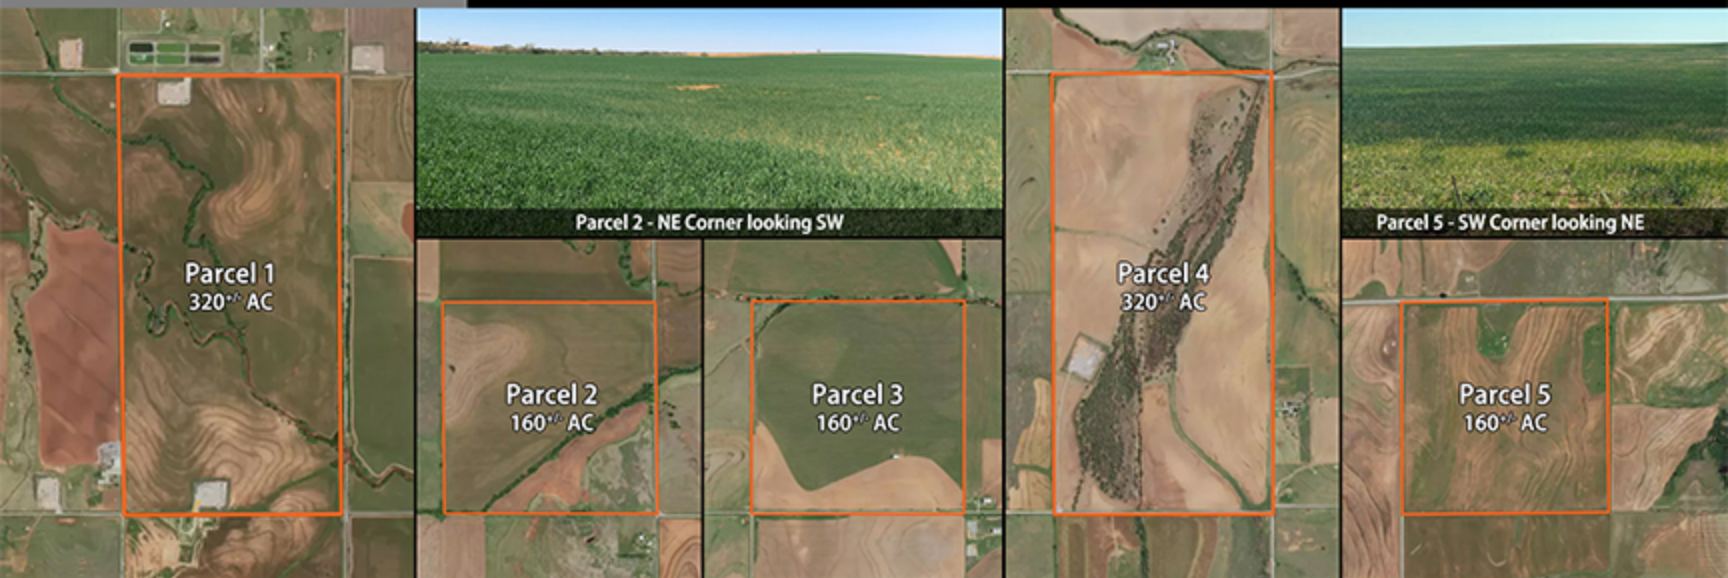 Parcel 1
320+/- AC
Parcel 2 - NE Corner looking SW
Parcel 2
160+/- AC
Parcel 3
160+/- AC
Parcel 4
320+/- AC
Parcel 5 - SW Corner looking NE
Parcel 5
160+/- AC